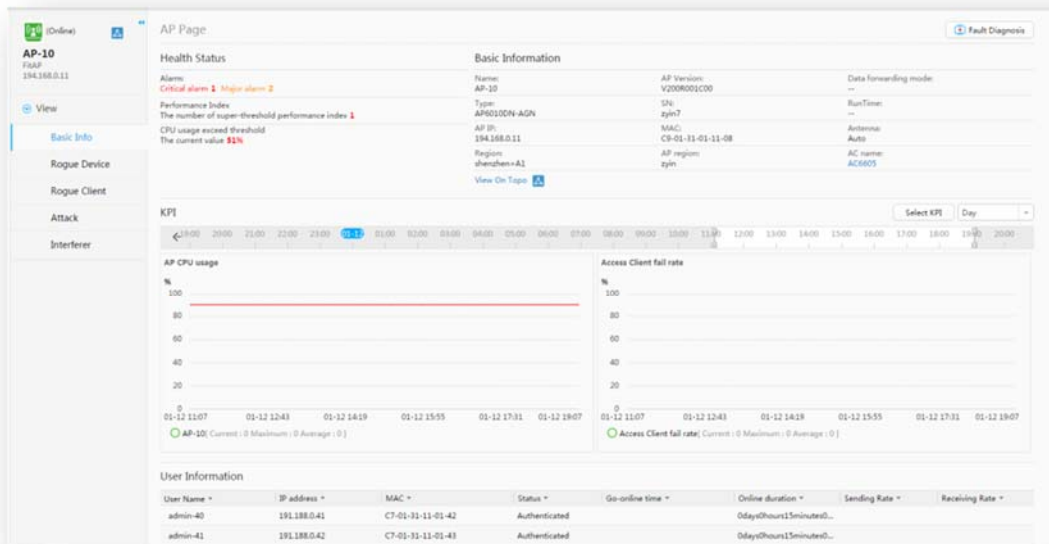 (Online)
AP-10
FitAP
194.168.0.11
View
Basic Info
Rogue Device
Rogue Client
Attack
Interferer
AP Page
Fault Diagnosis
Health Status
Alarm:
Critical alarm 1 Major alarm 2
Performance Index
The number of super-threshold performance index 1
CPU usage exceed threshold
The current value 91%
Basic Information
Name:
AP-10
AP Version:
V200R001C00
Data forwarding mode:
--
Type:
AP6010DN-AGN
SN:
zyin7
RunTime:
--
AP IP:
194.168.0.11
MAC:
C9-01-31-01-11-08
Antenna:
Auto
Region:
shenzhen=A1
AP region:
zyin
AC name:
AC6605
View On Topo
KPI
Select KPI Day
19:00 20:00 21:00 22:00 23:00 01-12 01:00 02:00 03:00 04:00 05:00 06:00 07:00 08:00 09:00 10:00 11:00 12:00 13:00 14:00 15:00 16:00 17:00 18:00 19:00 20:00
AP CPU usage
%
100
80
60
40
20
0
01-12 11:07 01-12 12:43 01-12 14:19 01-12 15:55 01-12 17:31 01-12 19:07
AP-10( Current : 0 Maximum : 0 Average : 0 )
Access Client fail rate
%
100
80
60
40
20
0
01-12 11:07 01-12 12:43 01-12 14:19 01-12 15:55 01-12 17:31 01-12 19:07
Access Client fail rate( Current : 0 Maximum : 0 Average : 0 )
User Information
User Name IP address MAC Status Go-online time Online duration Sending Rate Receiving Rate
admin-40 191.188.0.41 C7-01-31-11-01-42 Authenticated 0days0hours15minutes0...
admin-41 191.188.0.42 C7-01-31-11-01-43 Authenticated 0days0hours15minutes0...